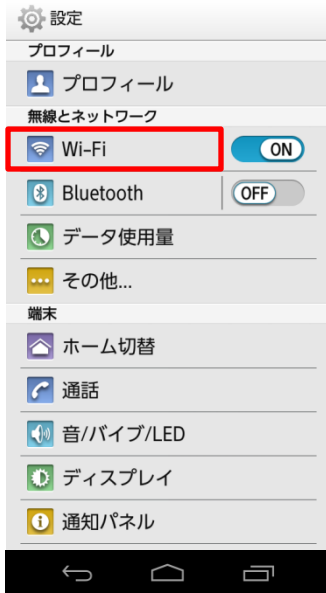 設定
プロフィール
プロフィール
無線とネットワーク
Wi-Fi ON
Bluetooth OFF
データ使用量
その他...
端末
ホーム切替
通話
音/バイブ/LED
ディスプレイ
通知パネル